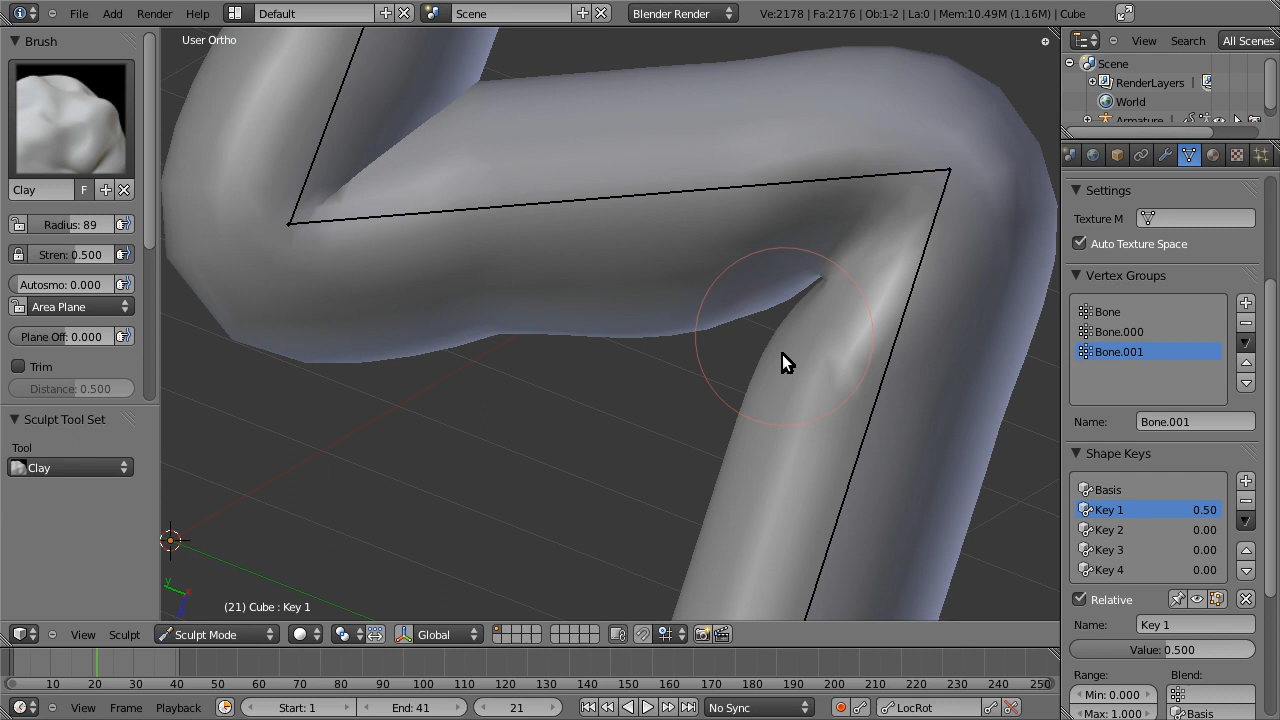 File Add Render Help Default Scene Blender Render Ve:2178 | Fa:2176 | Ob:1-2 | La:0 | Mem:10.49M (1.16M) | Cube
Brush
Clay F
Radius: 89
Stren: 0.500
Autosmo: 0.000
Area Plane
Plane Off: 0.000
Trim
Distance: 0.500
Sculpt Tool Set
Tool
Clay
User Ortho
y
(21) Cube : Key 1
View Sculpt Sculpt Mode Global
10 20 30 40 50 60 70 80 90 100 110 120 130 140 150 160 170 180 190 200 210 220 230 240 250
View Frame Playback Start: 1 End: 41 21 No Sync LocRot
View Search All Scenes
Scene
RenderLayers
World
Armature
Settings
Texture M
Auto Texture Space
Vertex Groups
Bone
Bone.000
Bone.001
Name: Bone.001
Shape Keys
Basis
Key 1 0.50
Key 2 0.00
Key 3 0.00
Key 4 0.00
Relative
Name: Key 1
Value: 0.500
Range: Blend:
Min: 0.000
Max: 1.000 Basis